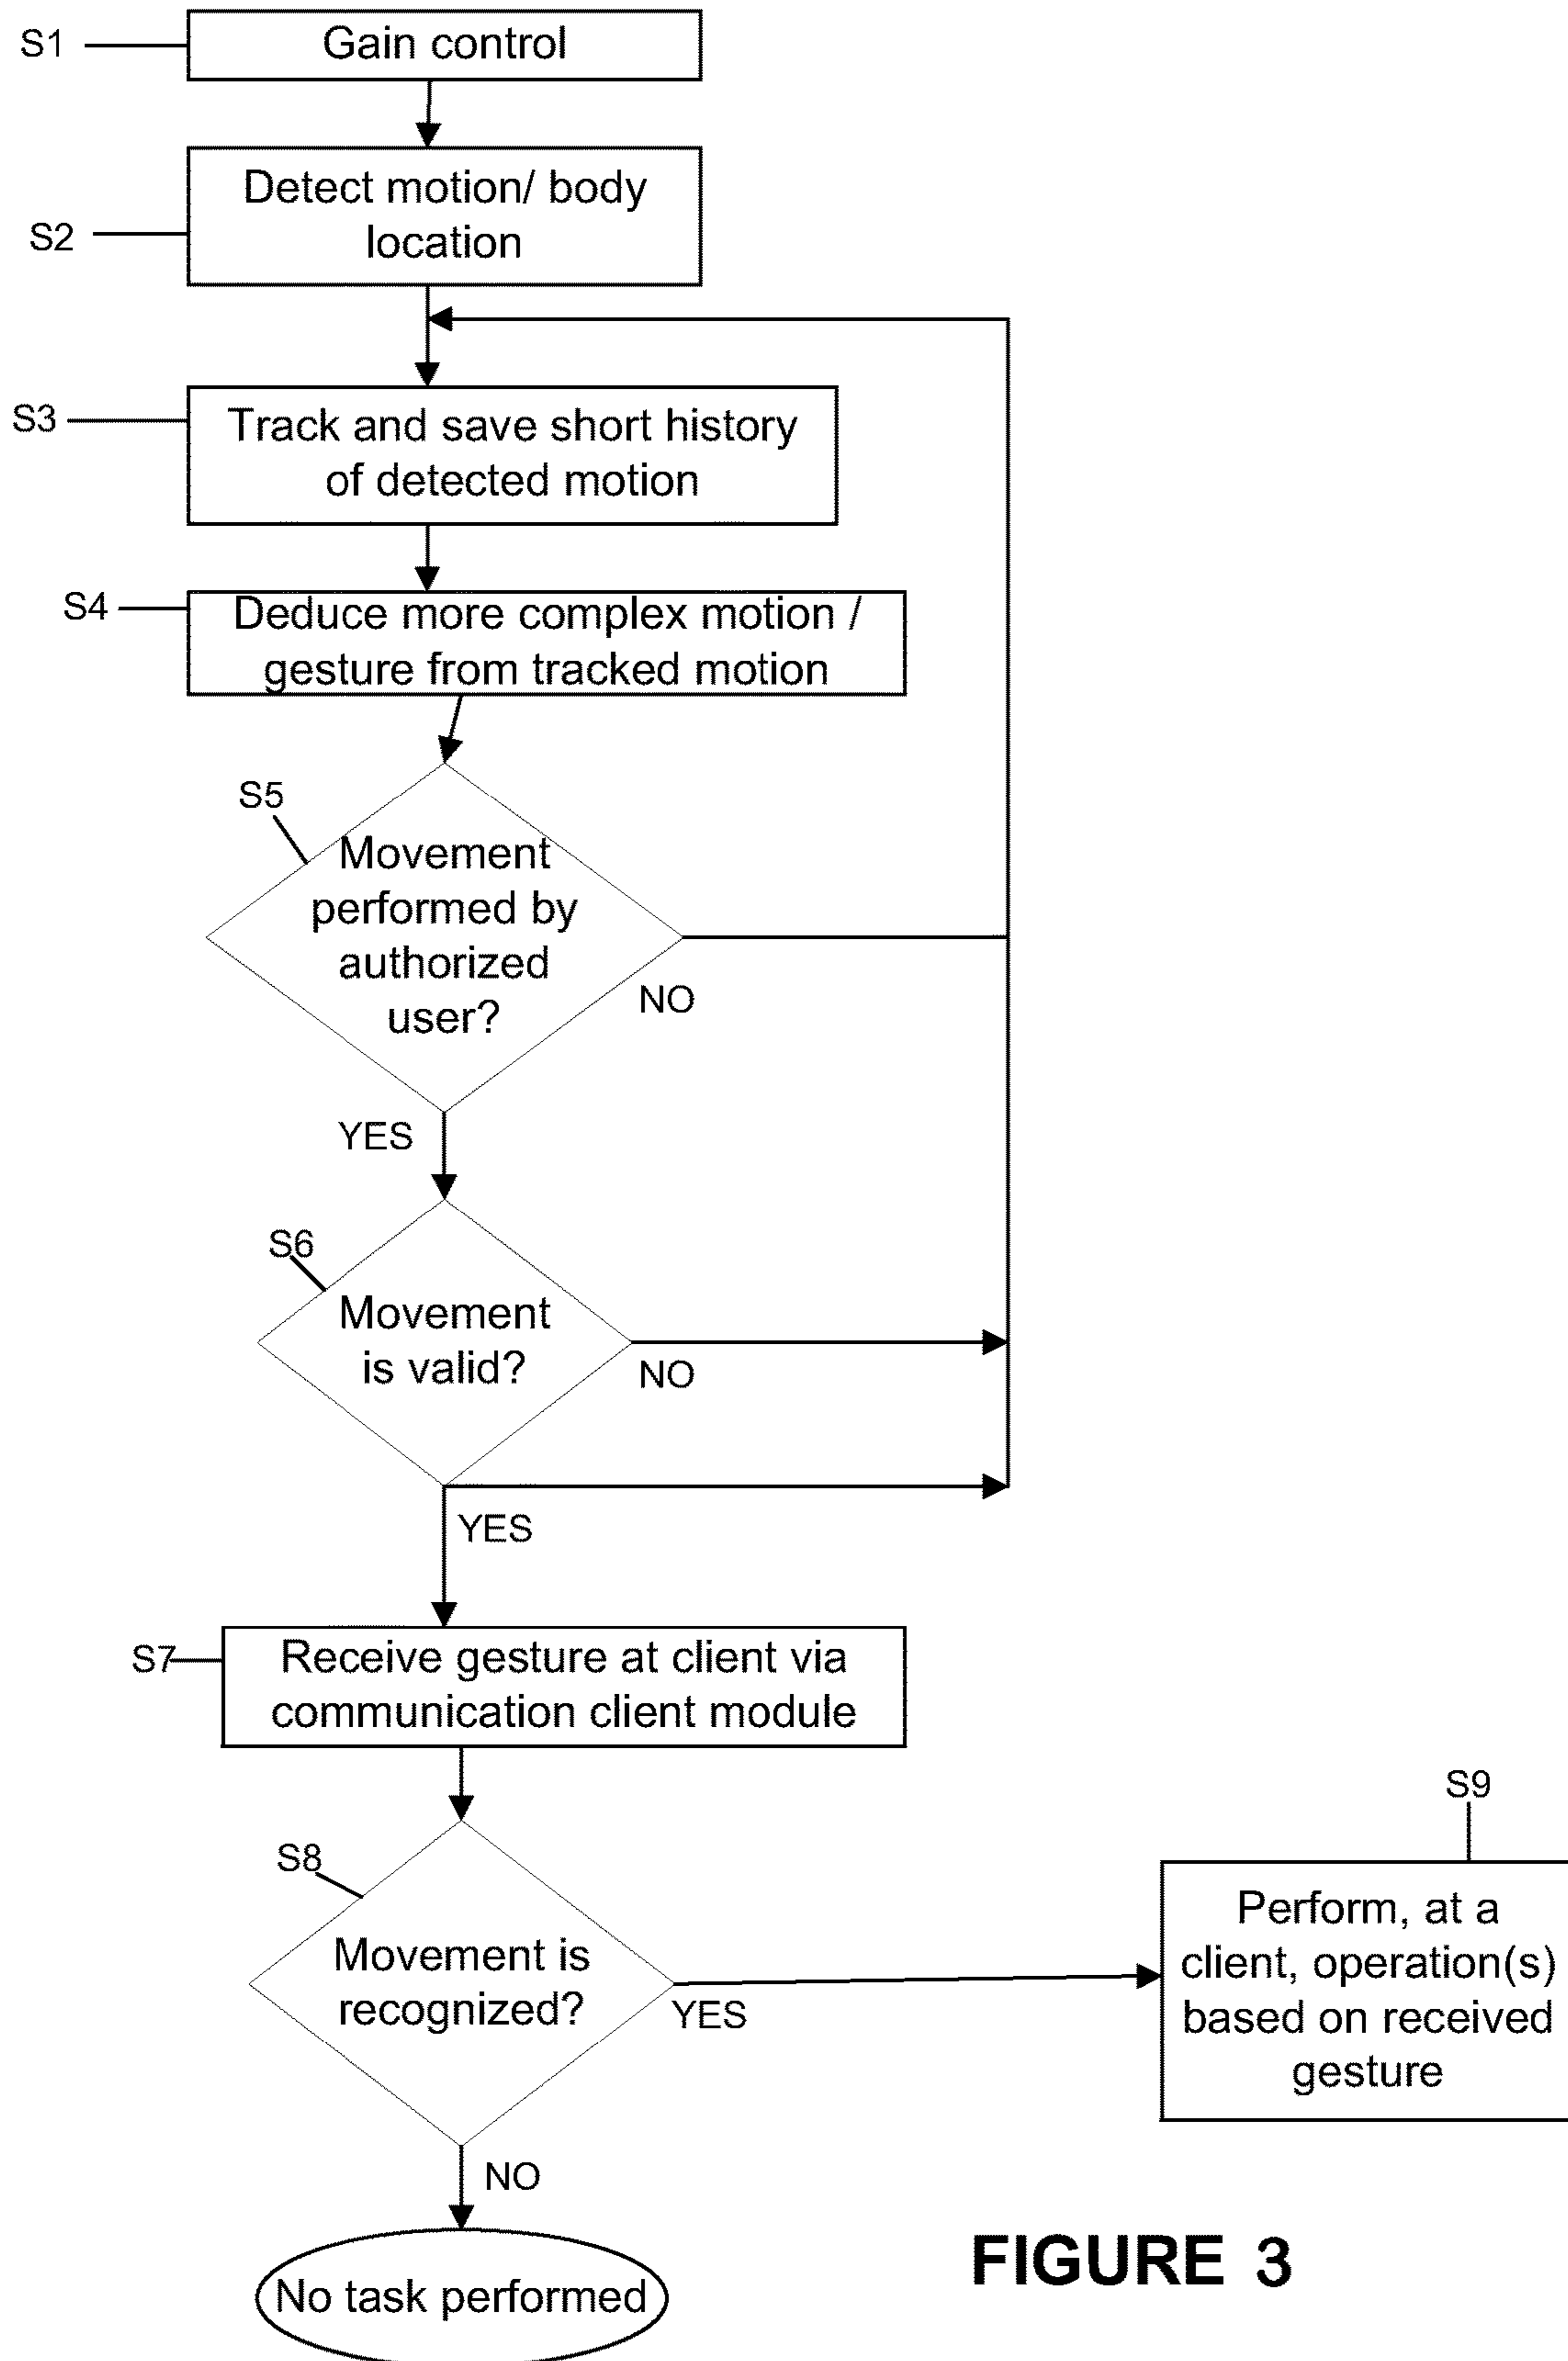 S1
Gain control
S2
Detect motion/ body
location
S3
Track and save short history
of detected motion
S4
Deduce more complex motion /
gesture from tracked motion
S5
Movement
performed by
authorized
user?
NO
YES
S6
Movement
is valid?
NO
YES
S7
Receive gesture at client via
communication client module
S8
Movement is
recognized?
YES
S9
Perform, at a
client, operation(s)
based on received
gesture
NO
No task performed
FIGURE 3